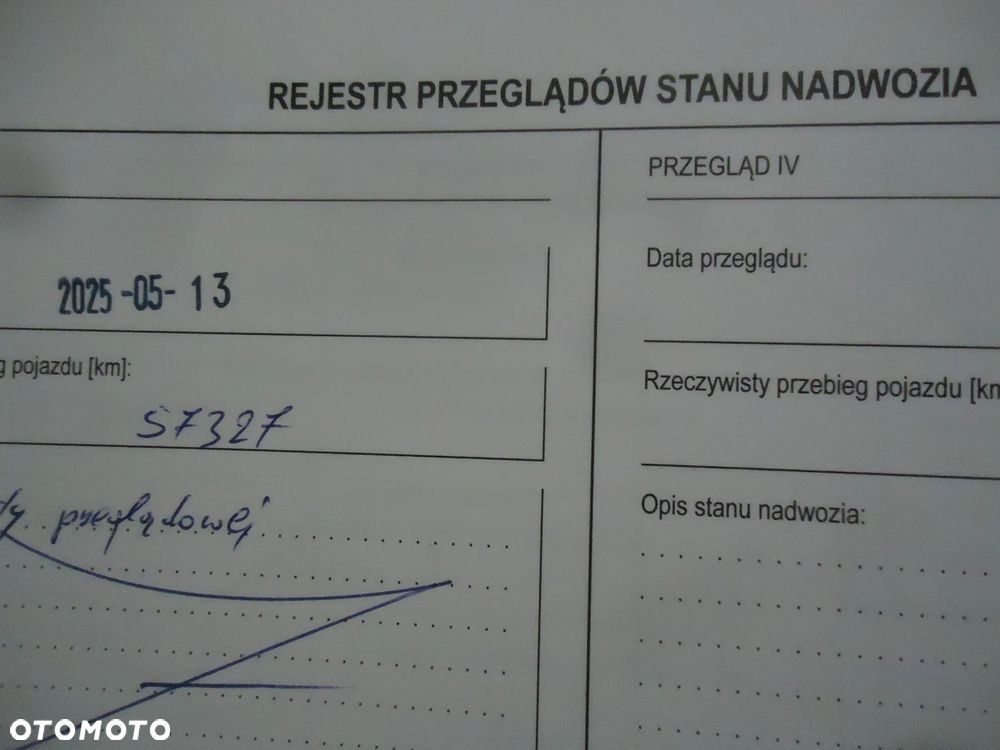 REJESTR PRZEGLĄDÓW STANU NADWOZIA
2025-05-13
g pojazdu [km]:
57327
przeglądowej
PRZEGLĄD IV
Data przeglądu:
Rzeczywisty przebieg pojazdu [km
Opis stanu nadwozia:
OTOMOTO